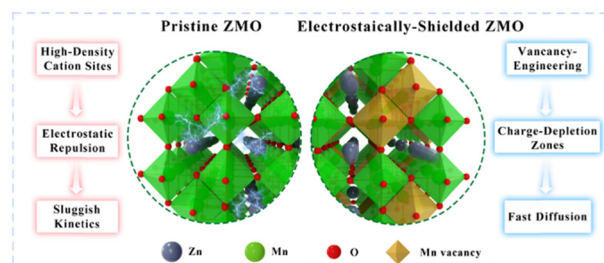 Pristine ZMO
Electrostaically-Shielded ZMO
High-Density
Cation Sites
Electrostatic
Repulsion
Sluggish
Kinetics
Vancancy-
Engineering
Charge-Depletion
Zones
Fast Diffusion
Zn
Mn
O
Mn vacancy